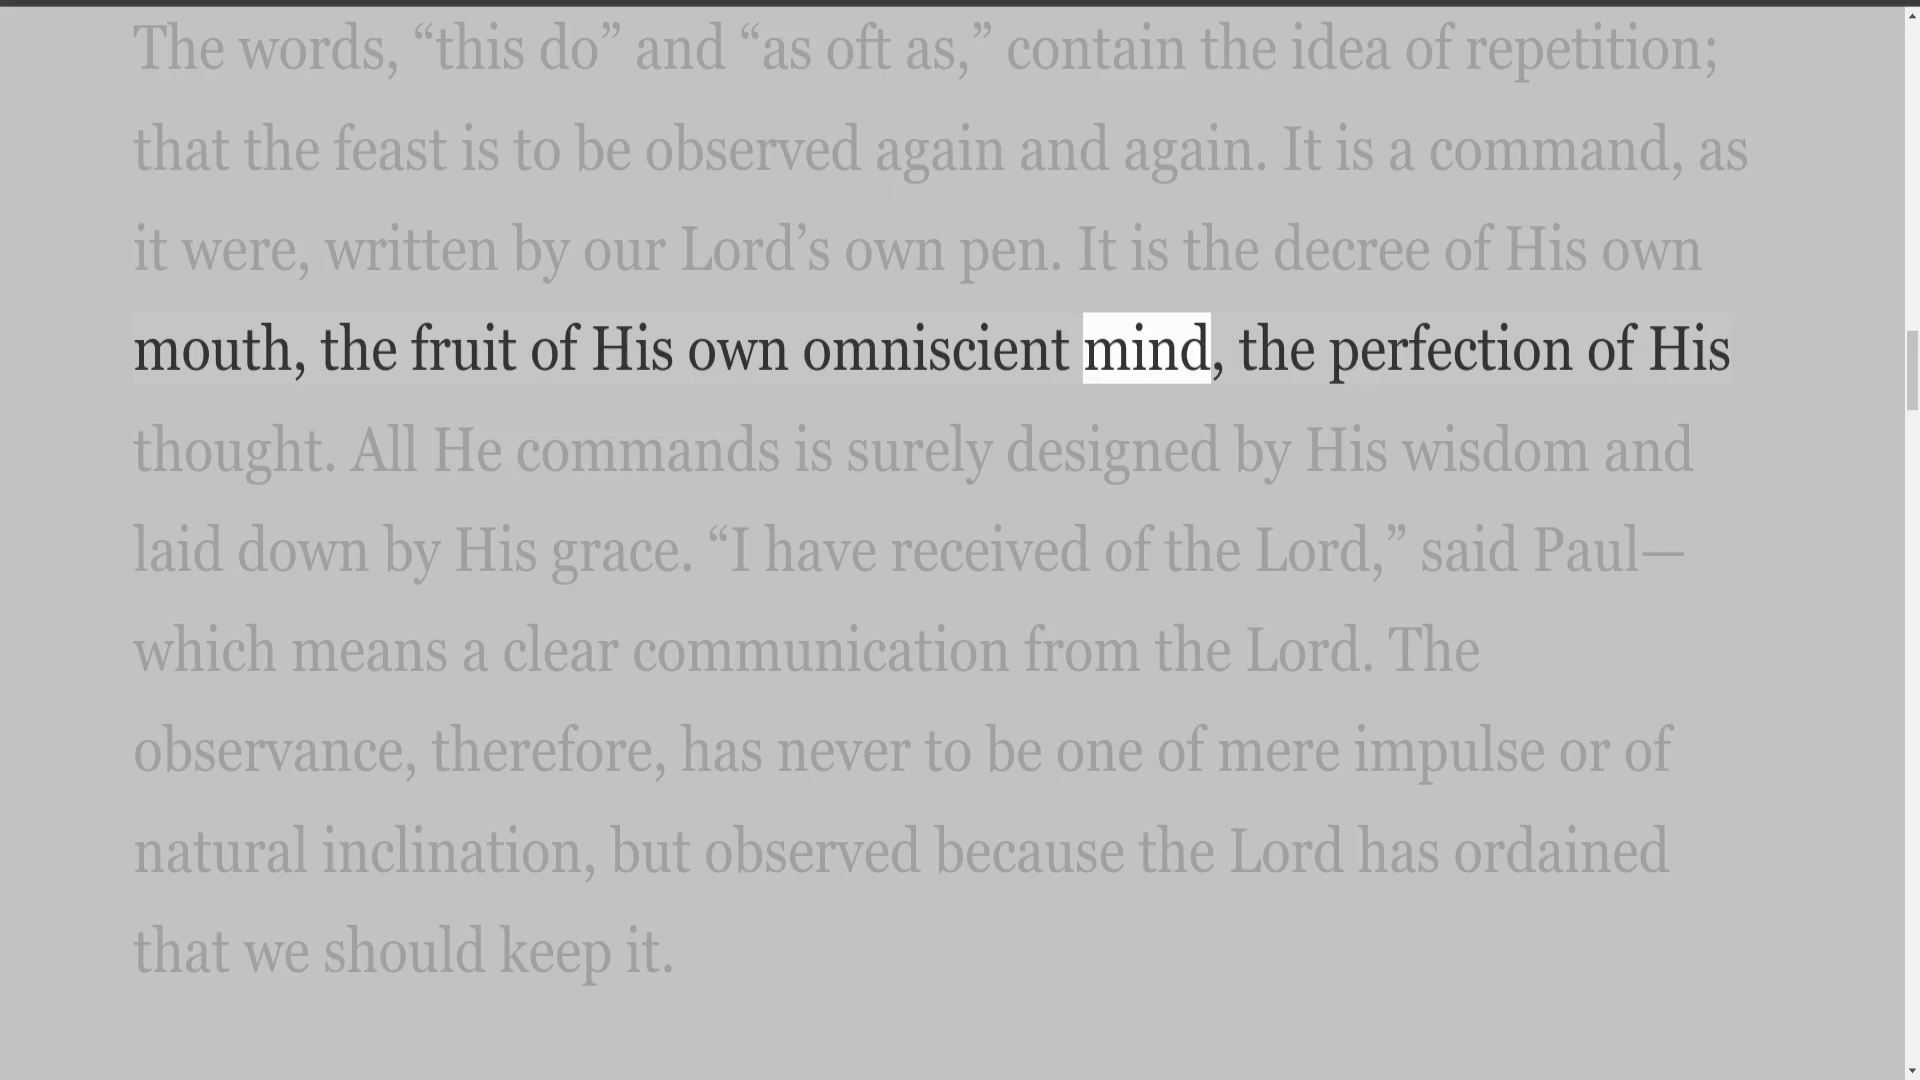 The words, “this do” and “as oft as,” contain the idea of repetition;
that the feast is to be observed again and again. It is a command, as
it were, written by our Lord’s own pen. It is the decree of His own
mouth, the fruit of His own omniscient mind, the perfection of His
thought. All He commands is surely designed by His wisdom and
laid down by His grace. “I have received of the Lord,” said Paul—
which means a clear communication from the Lord. The
observance, therefore, has never to be one of mere impulse or of
natural inclination, but observed because the Lord has ordained
that we should keep it.